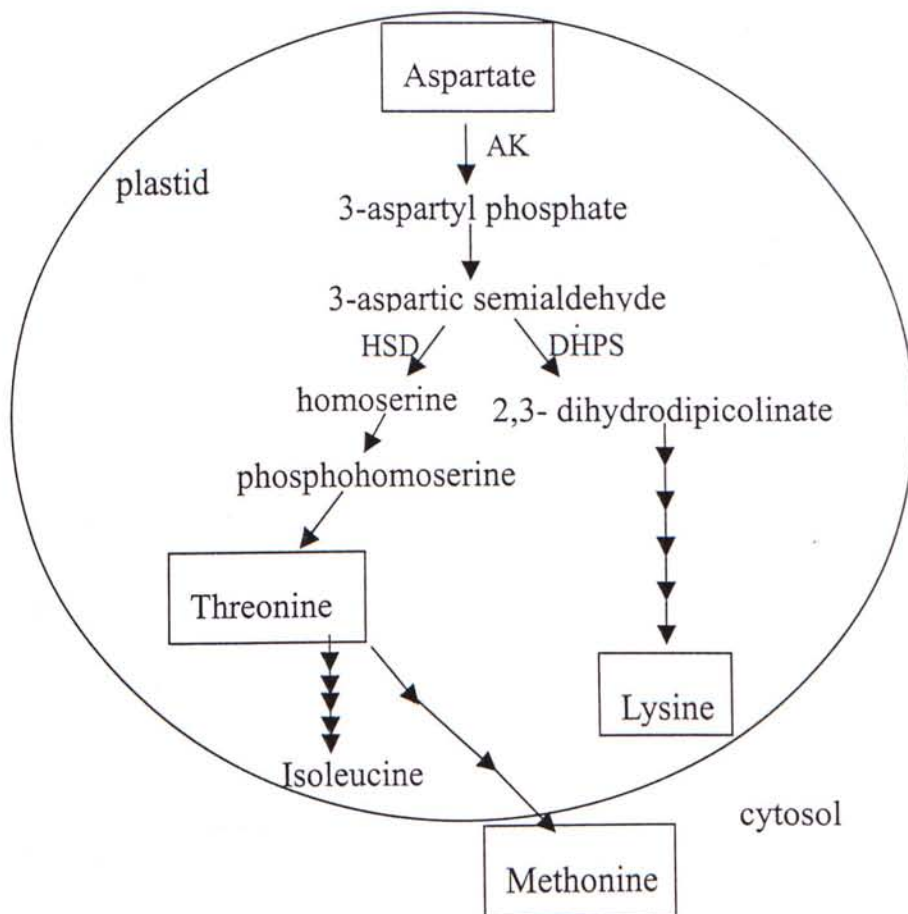 Aspartate
AK
plastid
3-aspartyl phosphate
3-aspartic semialdehyde
HSD DHPS
homoserine 2,3- dihydrodipicolinate
phosphohomoserine
Threonine
Lysine
Isoleucine
cytosol
Methonine